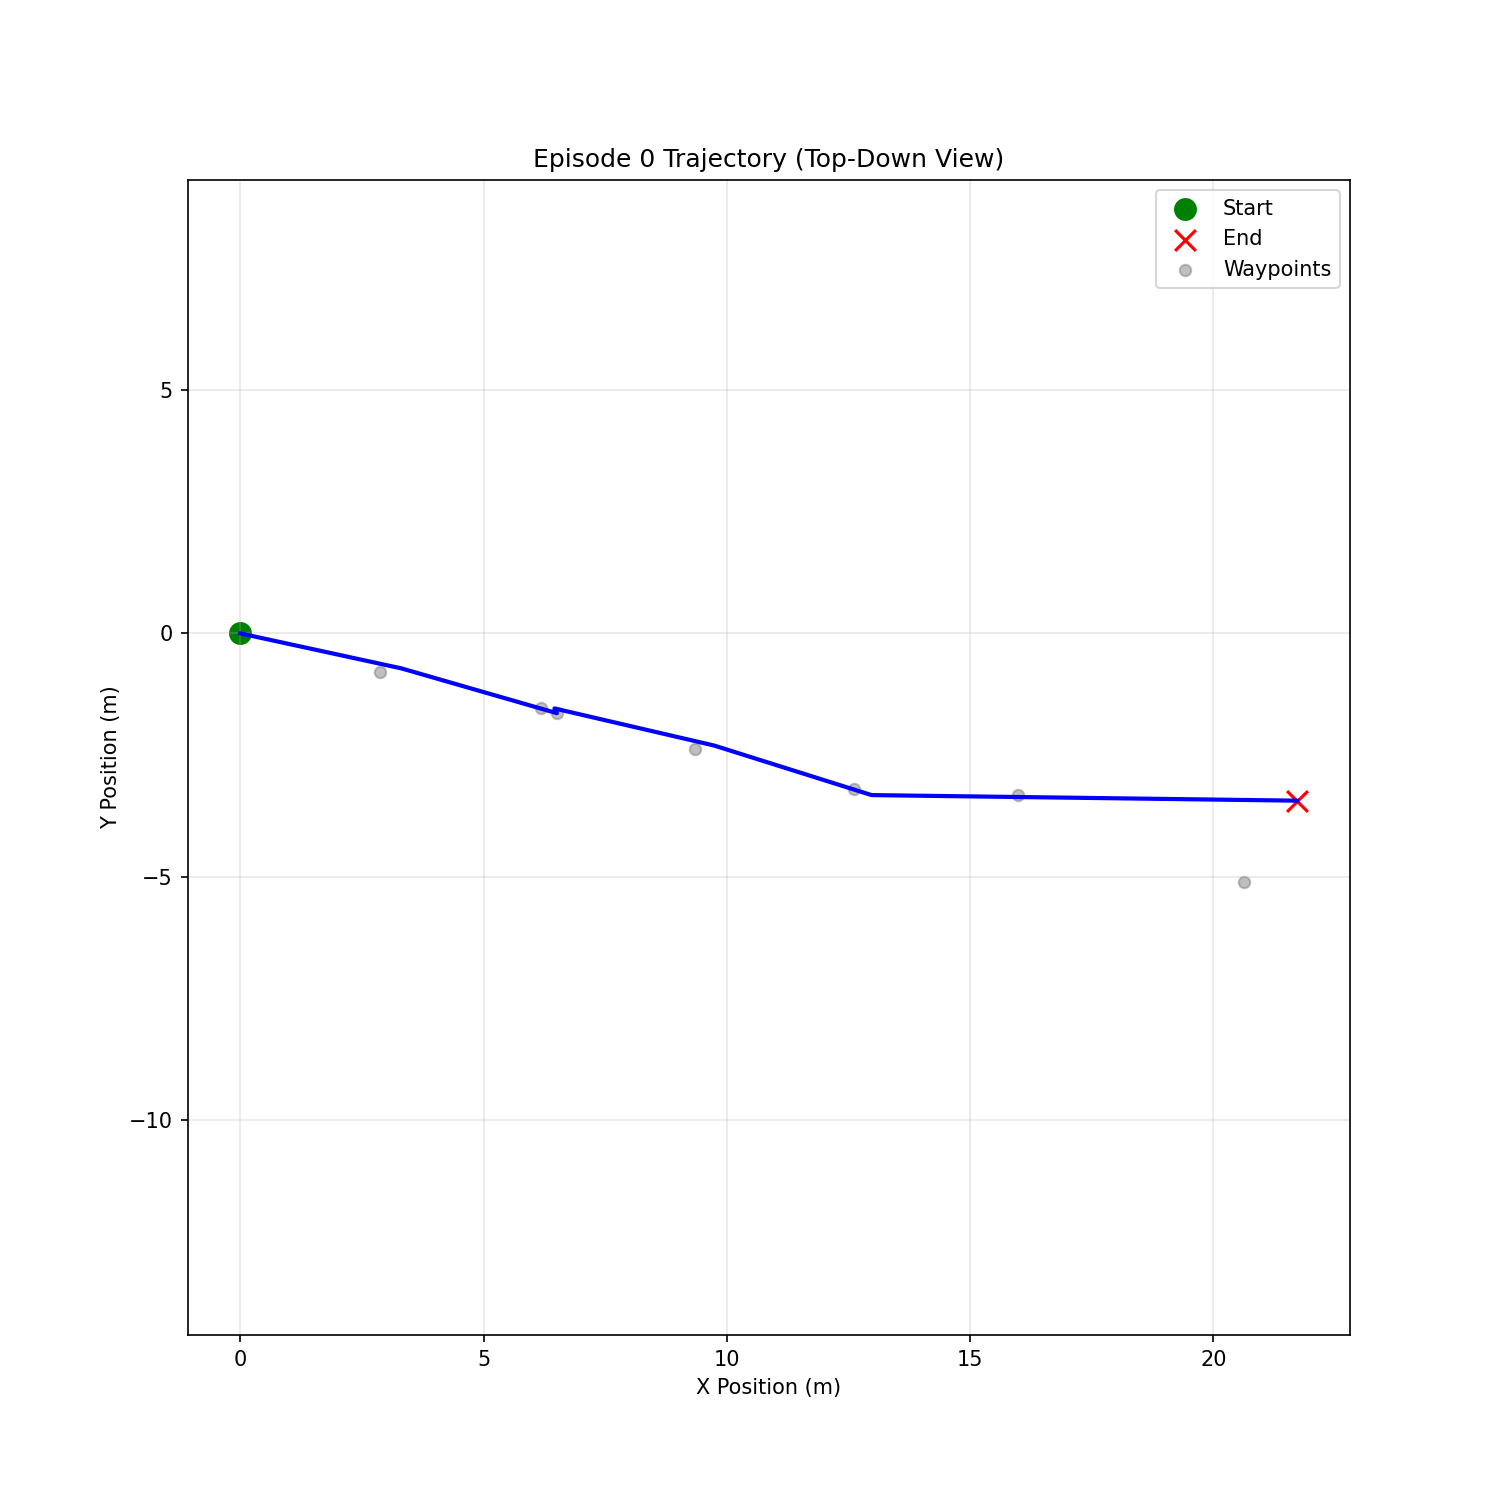 Episode 0 Trajectory (Top-Down View)
Start
End
Waypoints
5
0
−5
−10
Y Position (m)
0
5
10
15
20
X Position (m)